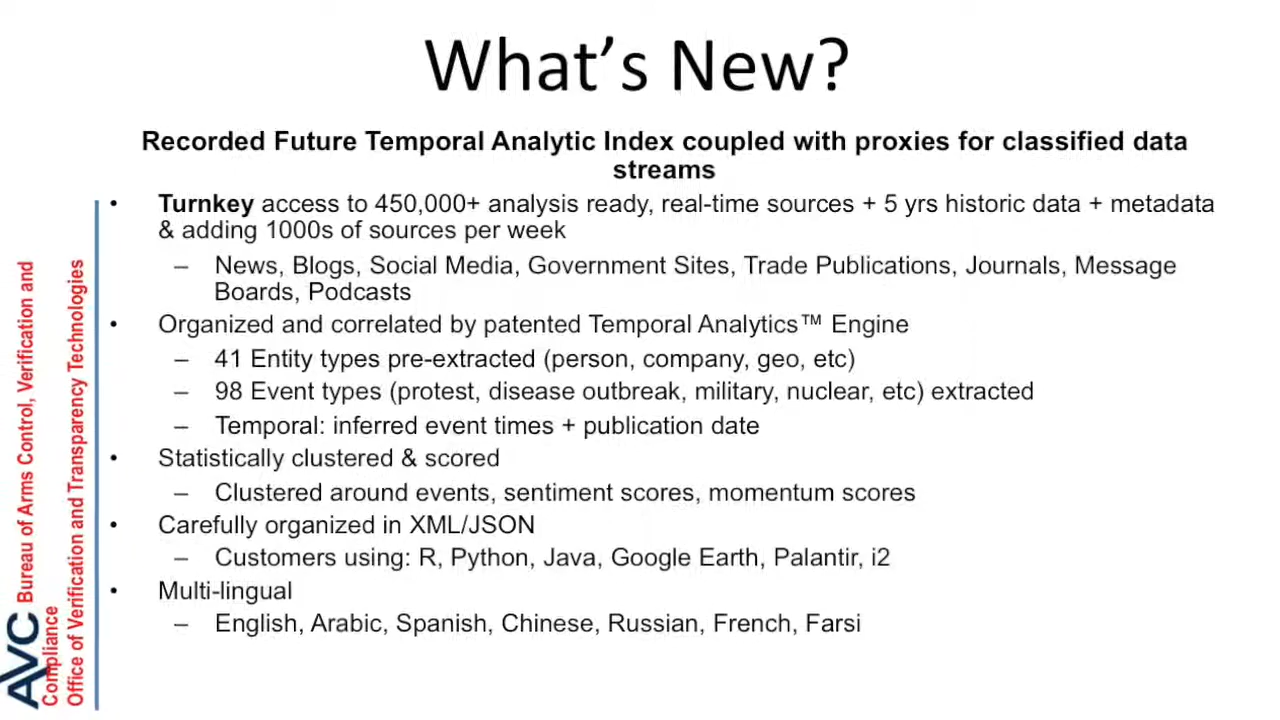 What's New?
Recorded Future Temporal Analytic Index coupled with proxies for classified data
streams
• Turnkey access to 450,000+ analysis ready, real-time sources + 5 yrs historic data + metadata
& adding 1000s of sources per week
– News, Blogs, Social Media, Government Sites, Trade Publications, Journals, Message
Boards, Podcasts
• Organized and correlated by patented Temporal Analytics™ Engine
– 41 Entity types pre-extracted (person, company, geo, etc)
– 98 Event types (protest, disease outbreak, military, nuclear, etc) extracted
– Temporal: inferred event times + publication date
• Statistically clustered & scored
– Clustered around events, sentiment scores, momentum scores
• Carefully organized in XML/JSON
– Customers using: R, Python, Java, Google Earth, Palantir, i2
• Multi-lingual
– English, Arabic, Spanish, Chinese, Russian, French, Farsi
AVC Bureau of Arms Control, Verification and
Compliance
Office of Verification and Transparency Technologies